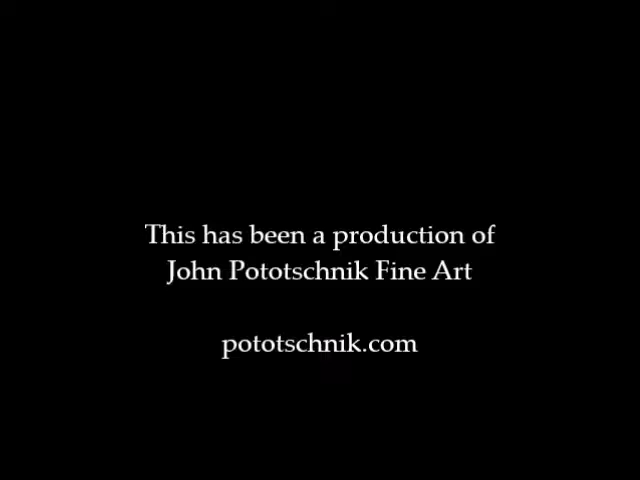 This has been a production of
John Pototschnik Fine Art
pototschnik.com